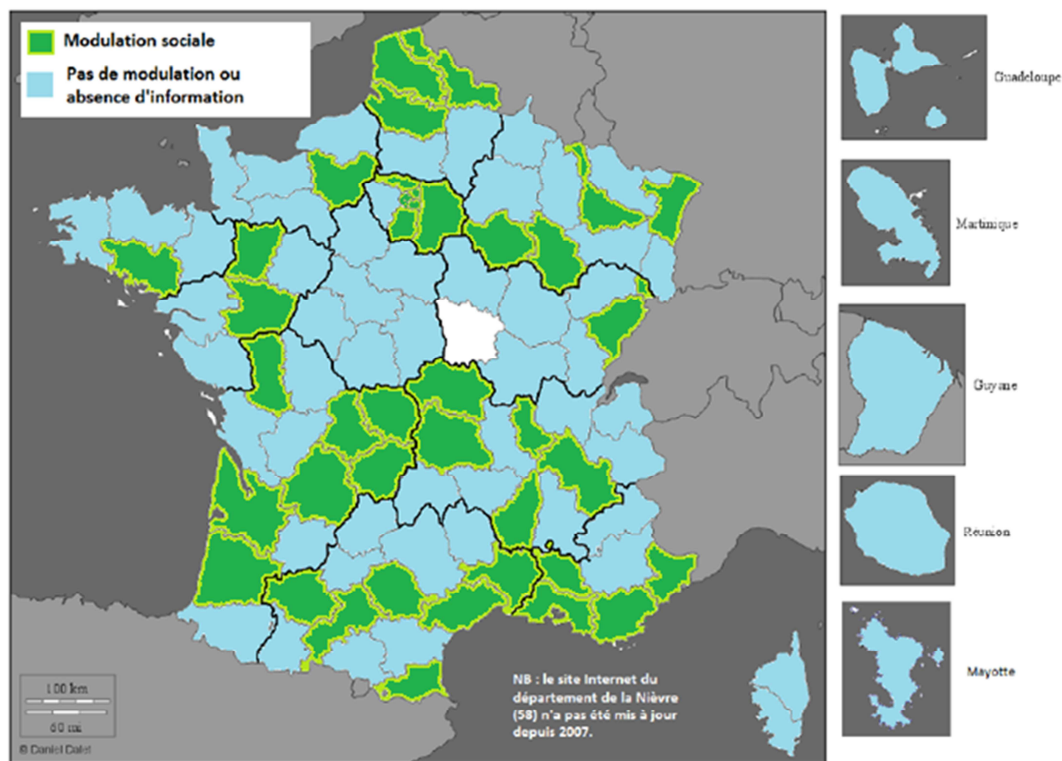 Modulation sociale
Pas de modulation ou
absence d'information
Guadeloupe
Martinique
Guyane
Réunion
Mayotte
NB : le site Internet du
département de la Nièvre
(58) n'a pas été mis à jour
depuis 2007.
100 km
60 mi
© Daniel Dalet